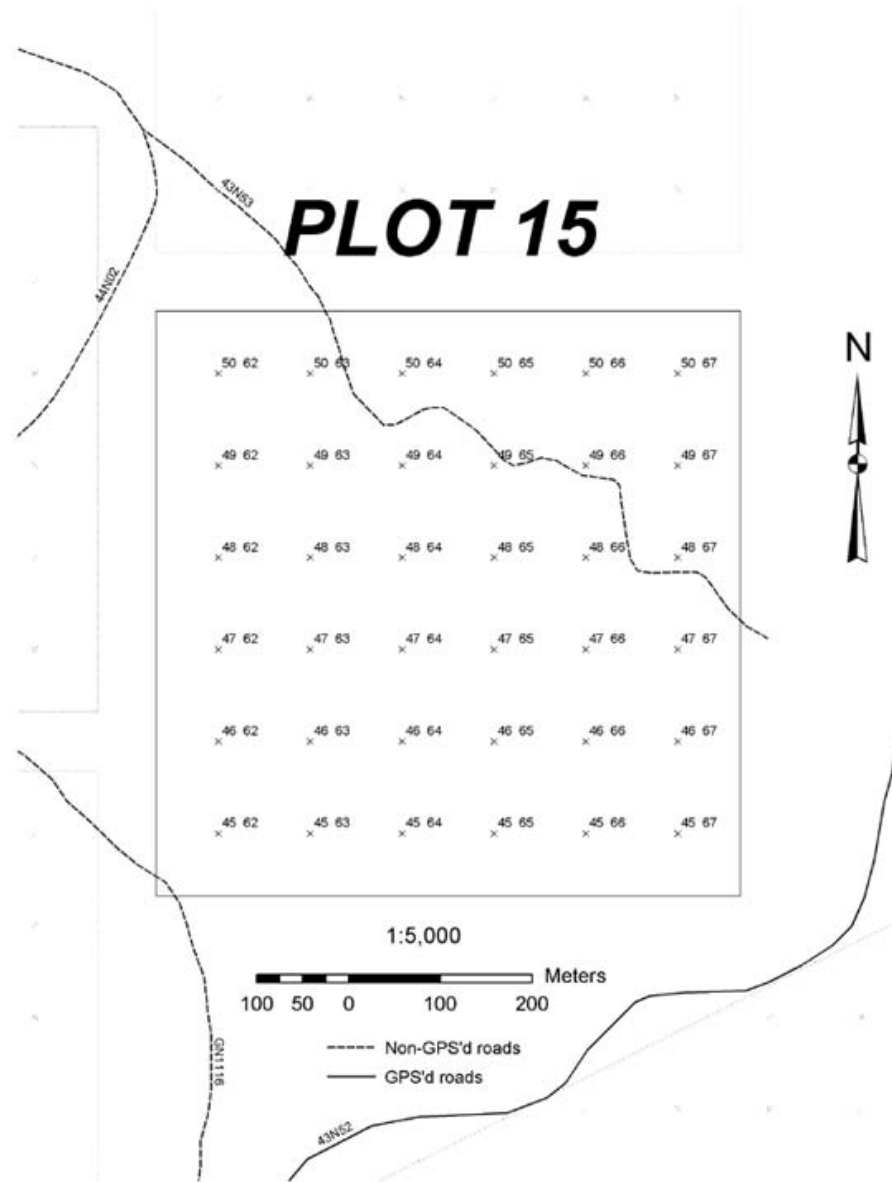 43N53
PLOT 15
44N02
N
50 62 50 63 50 64 50 65 50 66 50 67
49 62 49 63 49 64 49 65 49 66 49 67
48 62 48 63 48 64 48 65 48 66 48 67
47 62 47 63 47 64 47 65 47 66 47 67
46 62 46 63 46 64 46 65 46 66 46 67
45 62 45 63 45 64 45 65 45 66 45 67
1:5,000
Meters
100 50 0 100 200
Non-GPS'd roads
GPS'd roads
GN1116
43N52